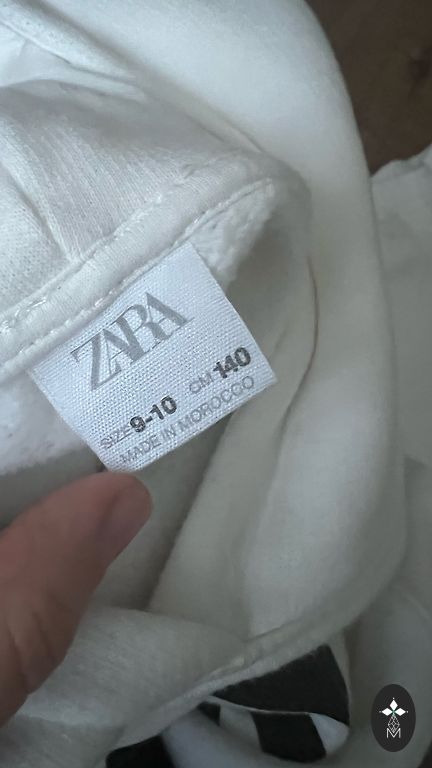 ZARA
SIZE 9-10 CM 140
MADE IN MOROCCO
M